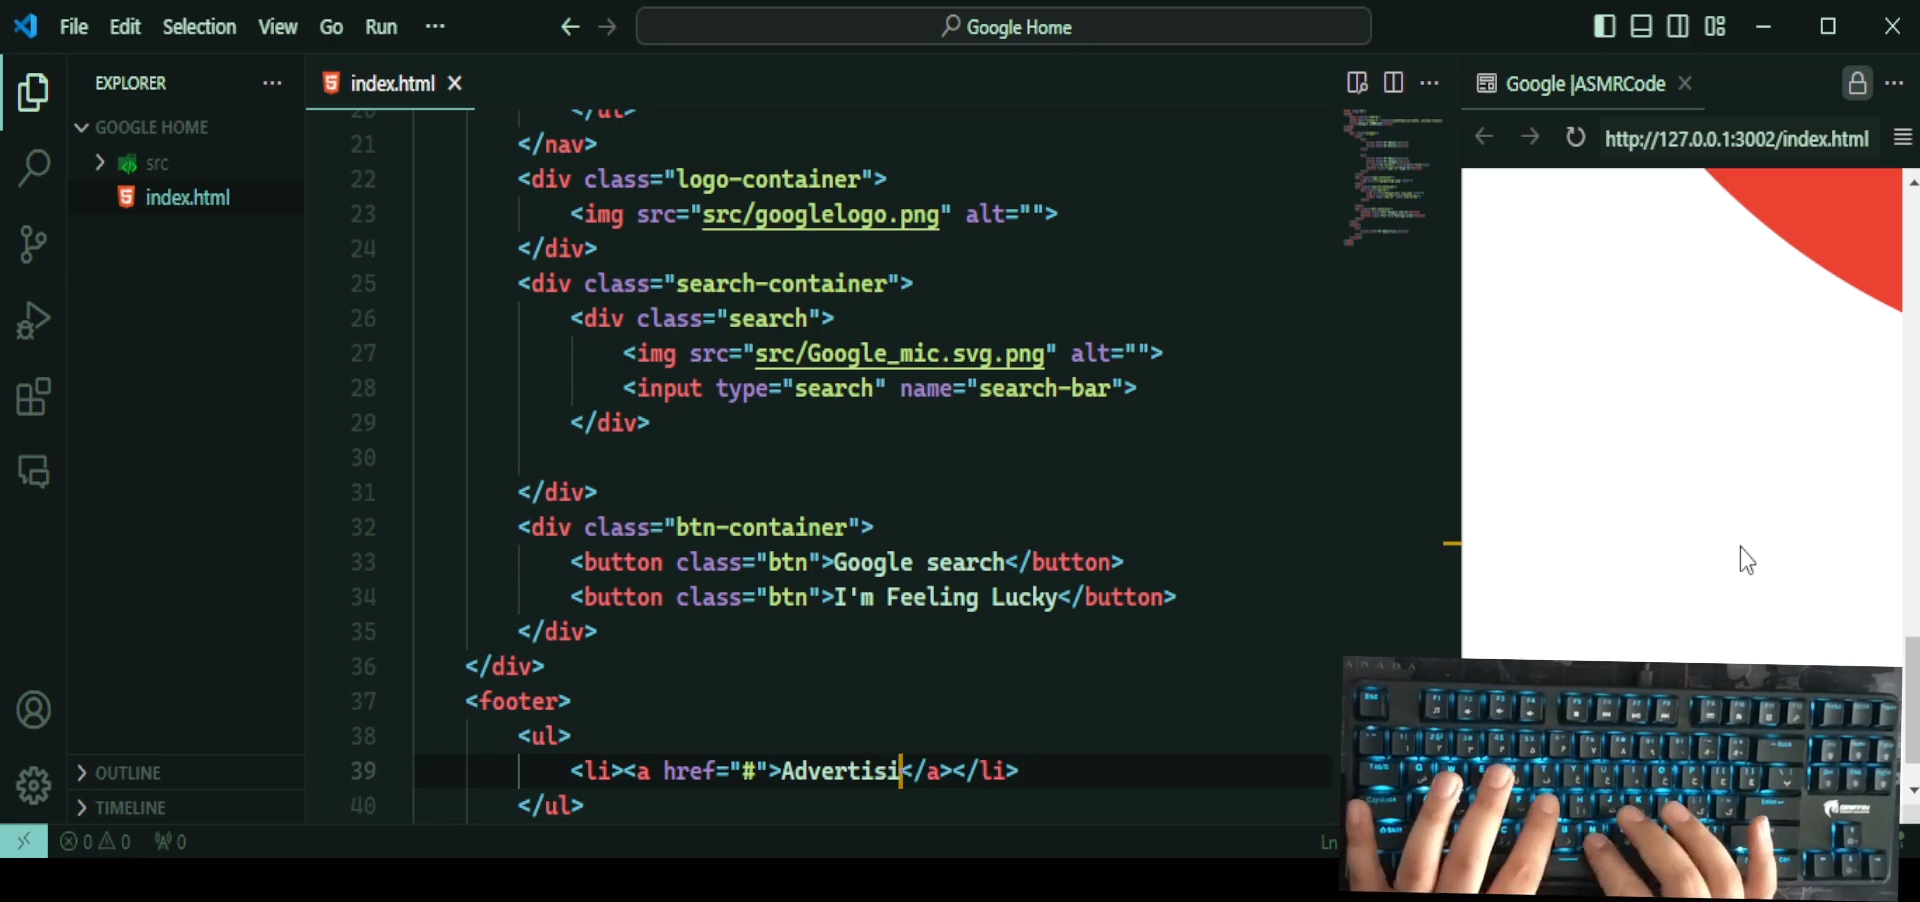 File Edit Selection View Go Run ···
Google Home
EXPLORER ···
index.html
Google |ASMRCode
GOOGLE HOME
src
index.html
http://127.0.0.1:3002/index.html
20 </ul>
21 </nav>
22 <div class="logo-container">
23 <img src="src/googlelogo.png" alt="">
24 </div>
25 <div class="search-container">
26 <div class="search">
27 <img src="src/Google_mic.svg.png" alt="">
28 <input type="search" name="search-bar">
29 </div>
30
31 </div>
32 <div class="btn-container">
33 <button class="btn">Google search</button>
34 <button class="btn">I'm Feeling Lucky</button>
35 </div>
36 </div>
37 <footer>
38 <ul>
39 <li><a href="#">Advertisi</a></li>
40 </ul>
OUTLINE
TIMELINE
0 0 0
Ln